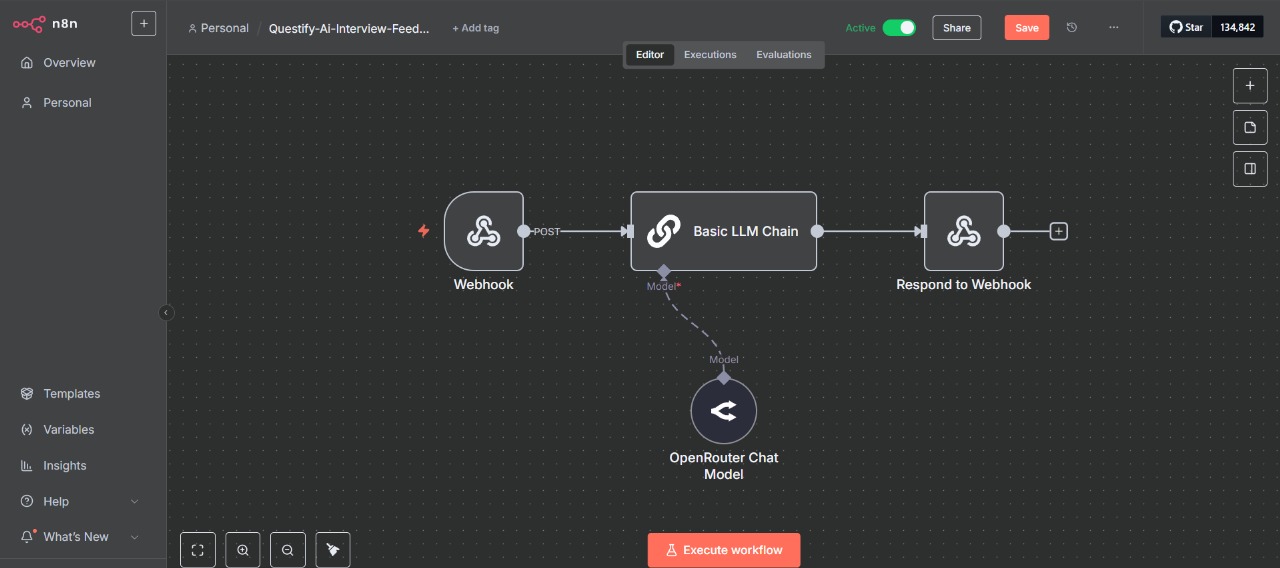 n8n
Personal / Questify-Ai-Interview-Feed... + Add tag
Active
Share
Save
Star 134,842
Editor Executions Evaluations
Overview
Personal
POST
Basic LLM Chain
Webhook
Respond to Webhook
Model*
Model
OpenRouter Chat
Model
Templates
Variables
Insights
Help
What's New
Execute workflow